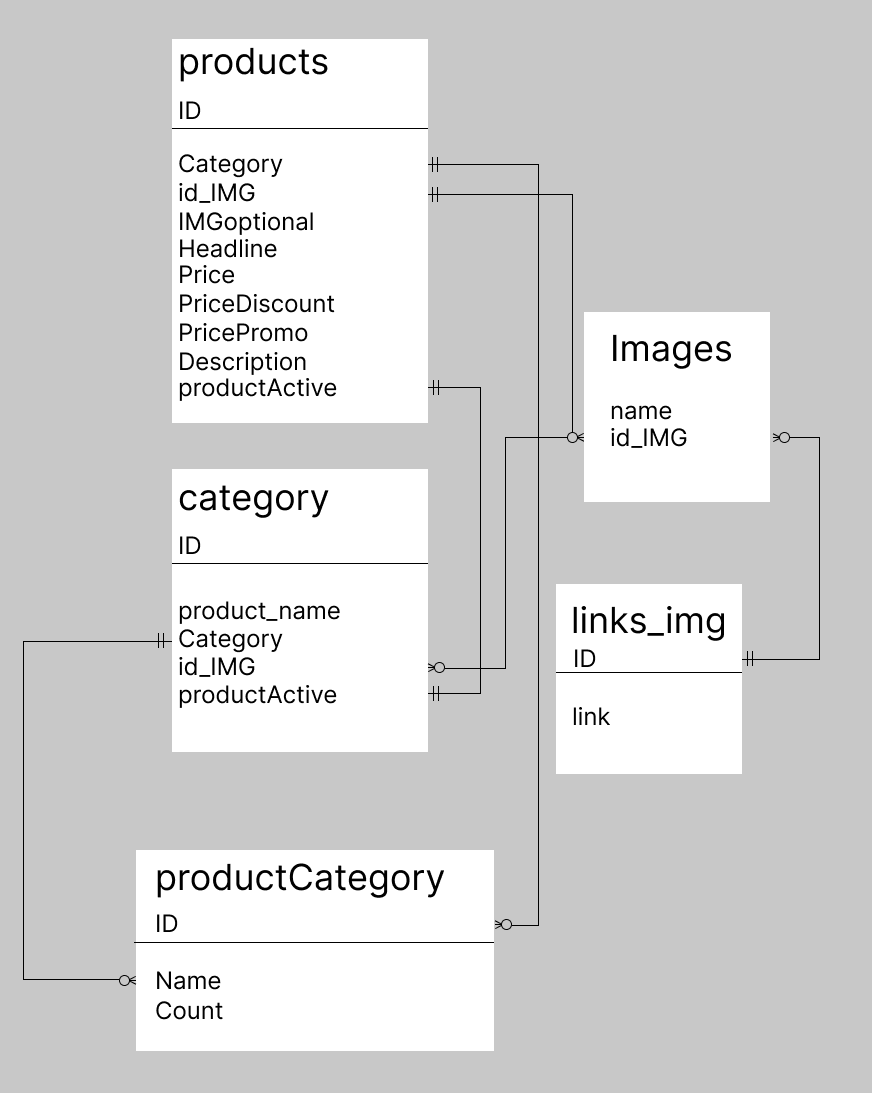 products
ID
Category
id_IMG
IMGoptional
Headline
Price
PriceDiscount
PricePromo
Description
productActive
Images
name
id_IMG
category
ID
product_name
Category
id_IMG
productActive
links_img
ID
link
productCategory
ID
Name
Count